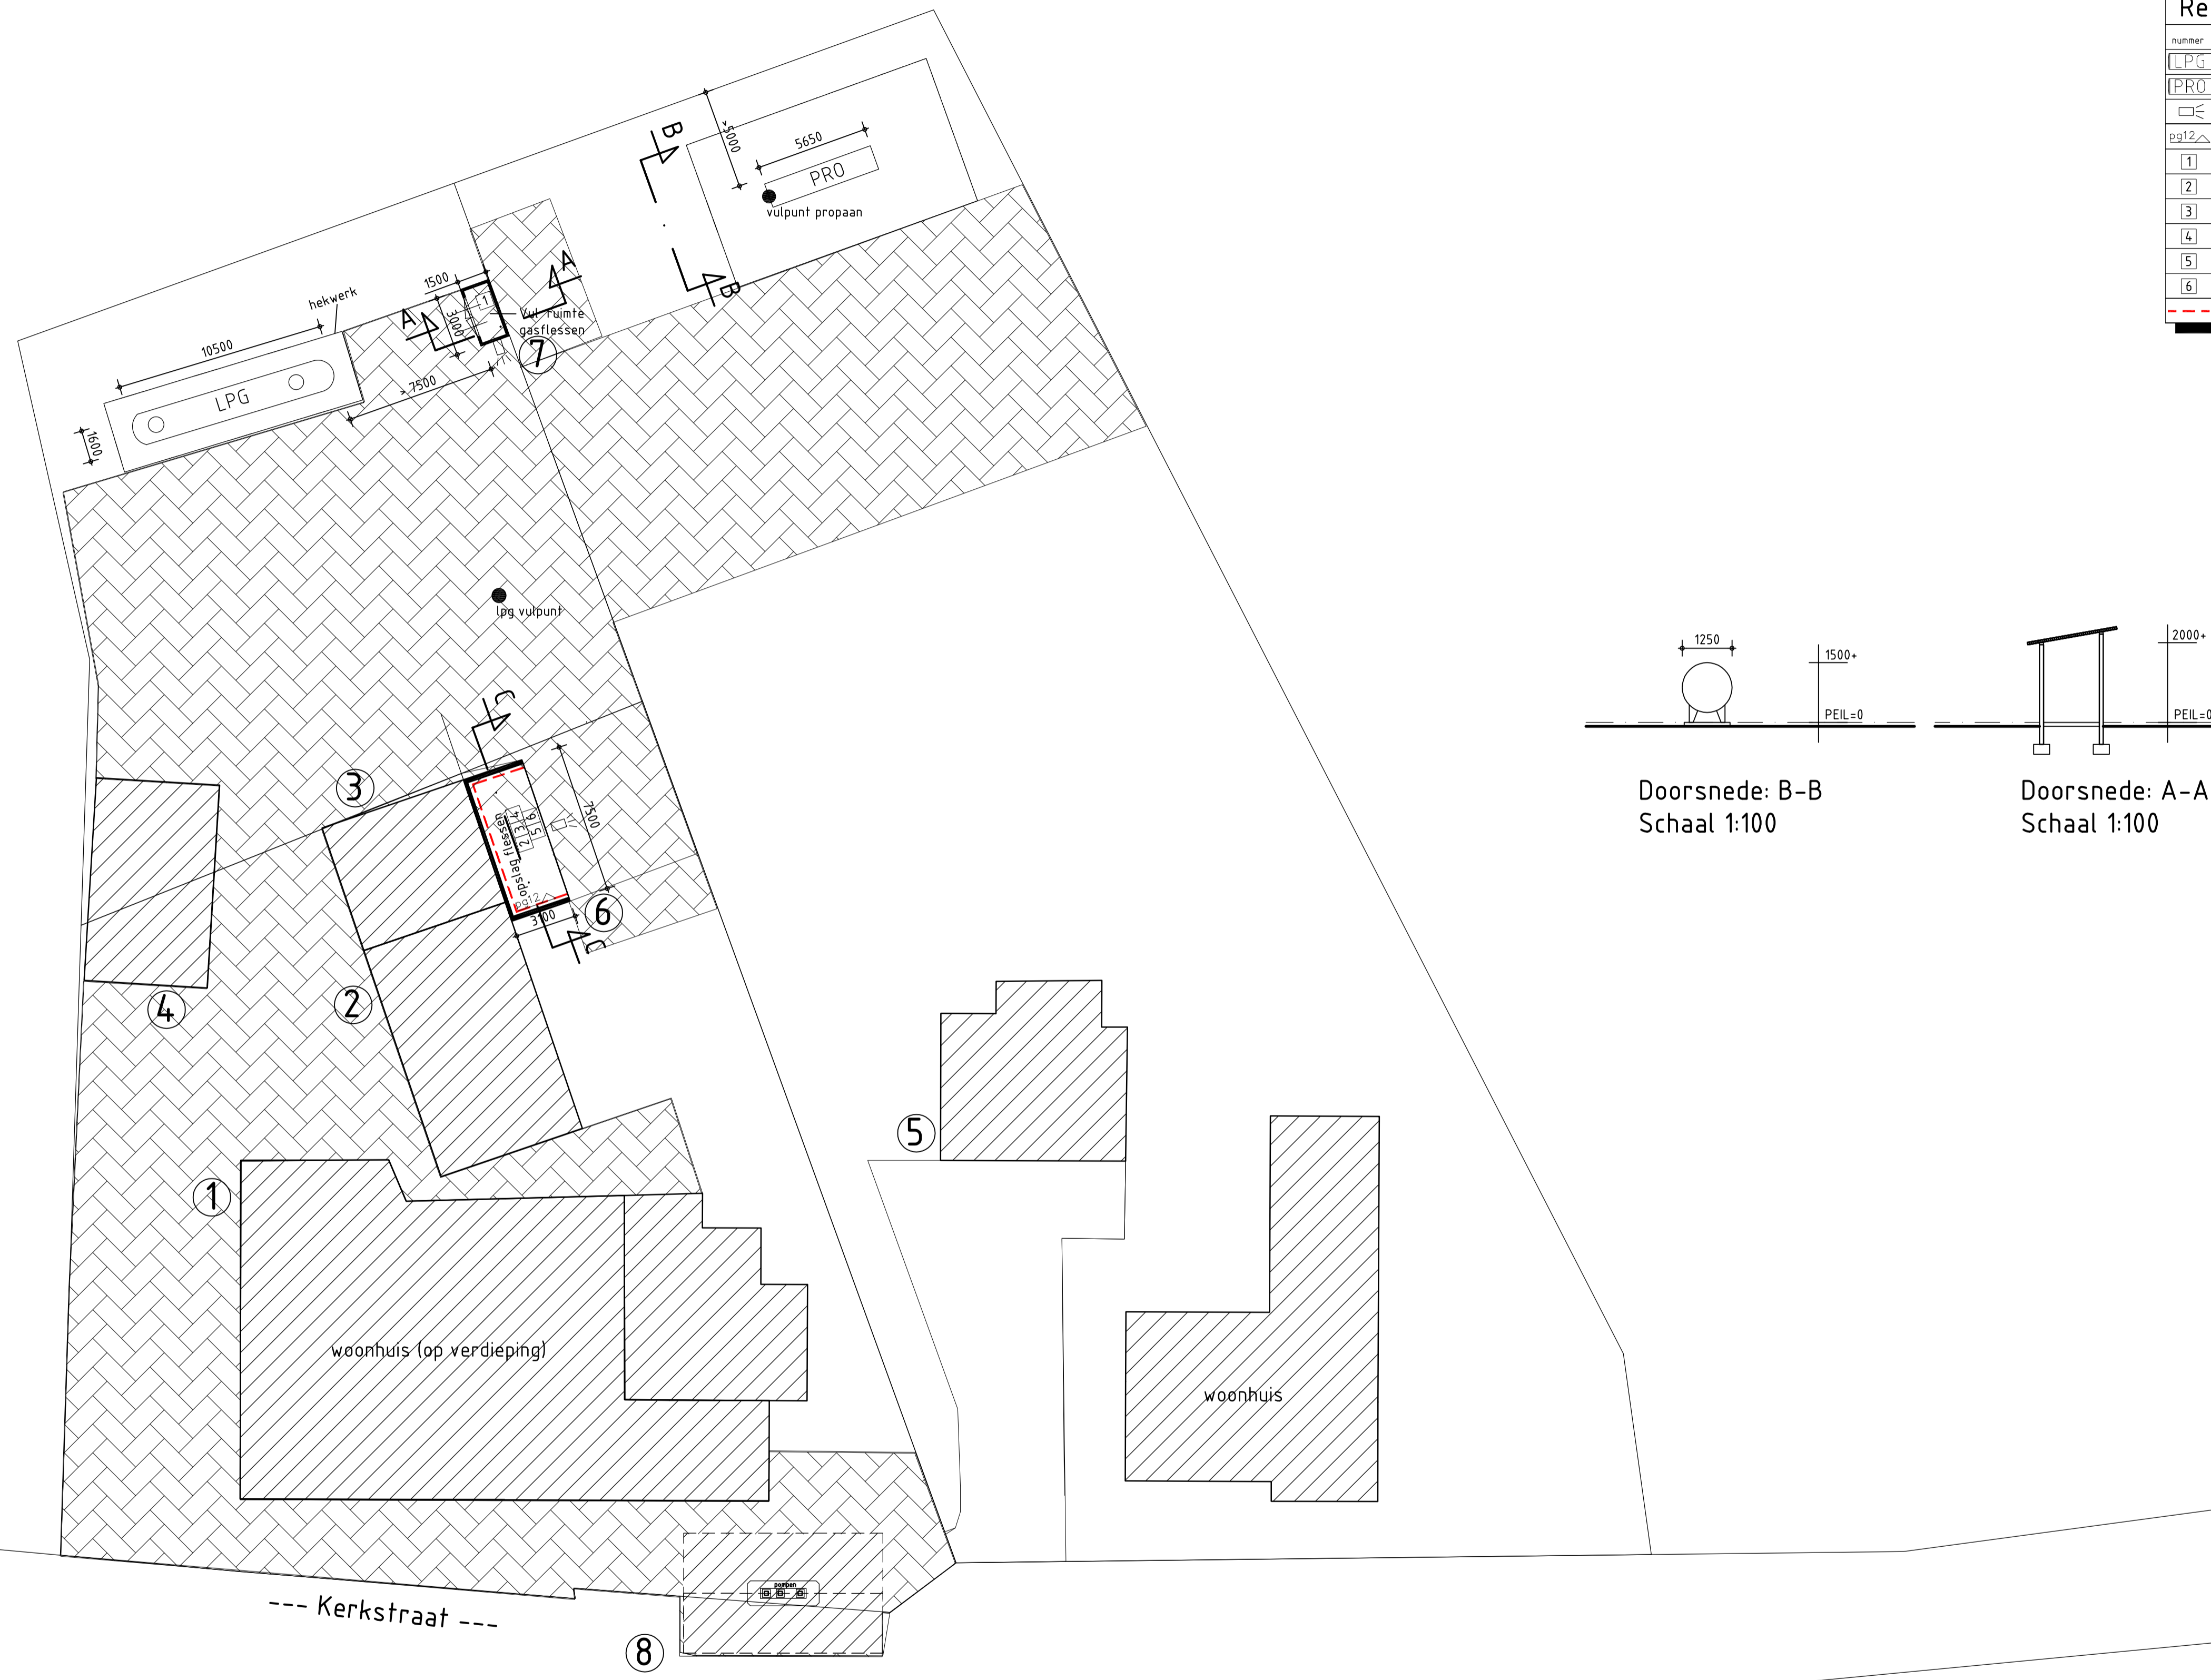 Re
nummer
LPG
PRO
pg12
1
2
3
4
5
6
B
>5000
5650
PRO
vulpunt propaan
B
A
1500
hekwerk
1
A
3000
Vul ruimte
gasflessen
7
10500
LPG
> 7500
1600
lpg vulpunt
C
3
7500
2 3 4
5 6
opslag flessen
pg12
3100
6
C
4
2
5
1
woonhuis (op verdieping)
woonhuis
pompen
--- Kerkstraat ---
8
1250
1500+
PEIL=0
Doorsnede: B-B
Schaal 1:100
2000+
PEIL=0
Doorsnede: A-A
Schaal 1:100